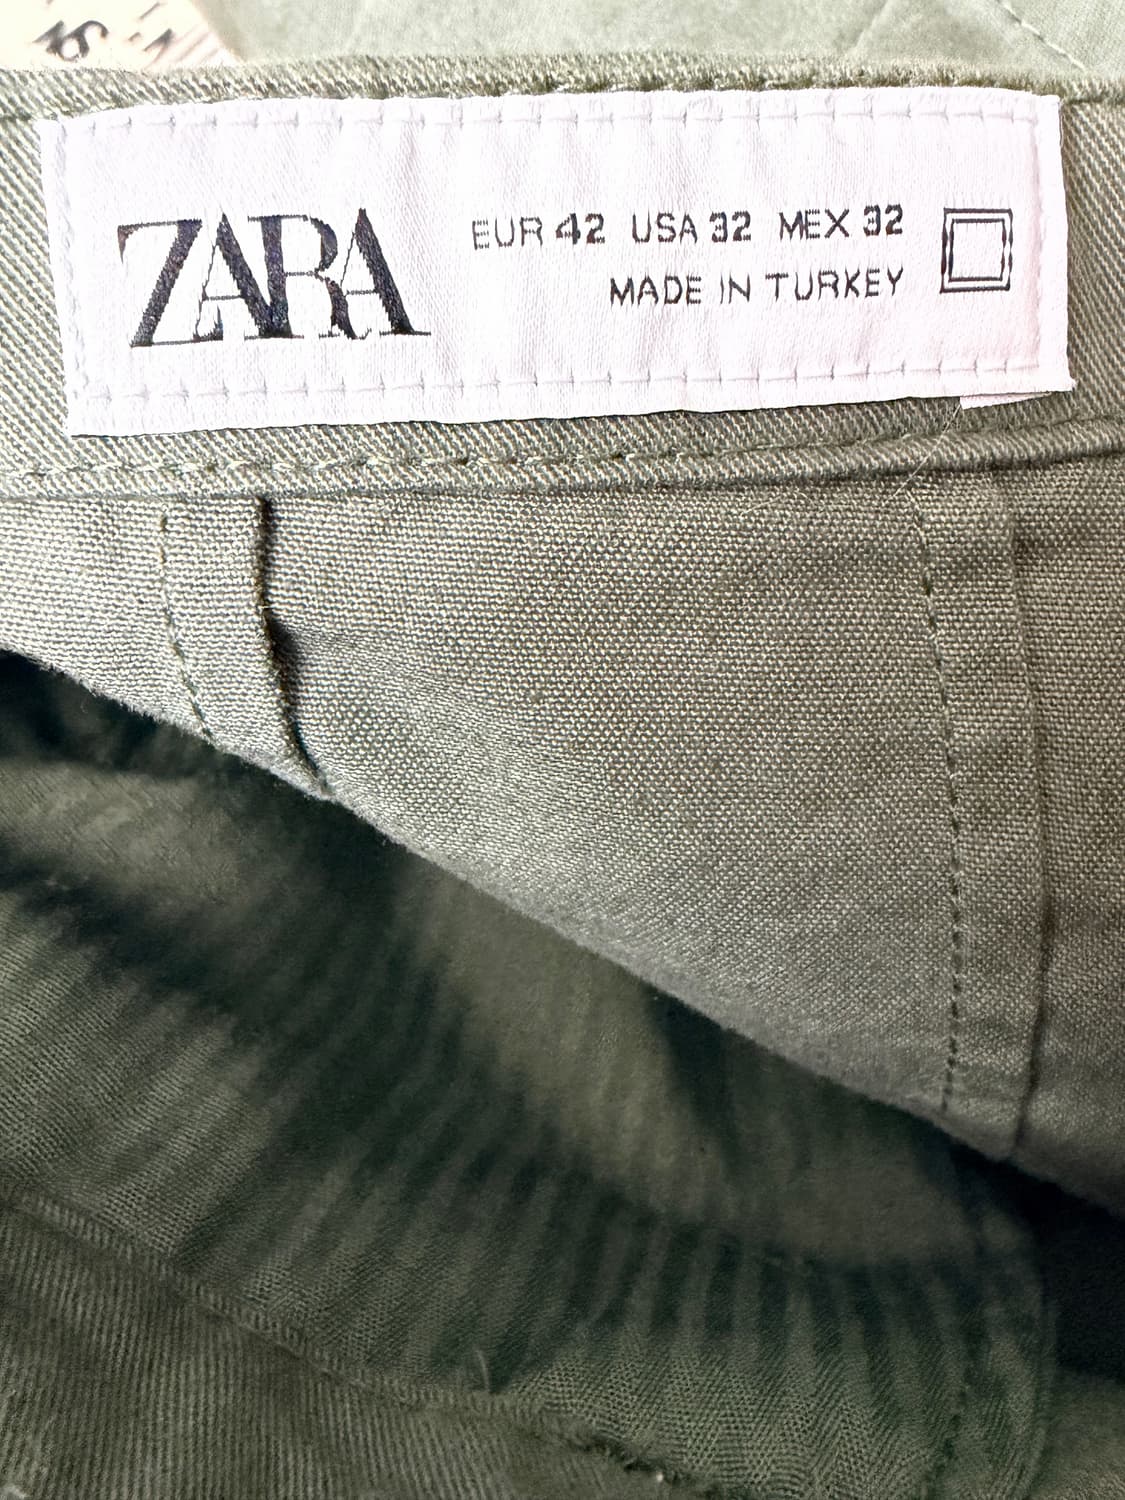 ZARA
EUR 42 USA 32 MEX 32
MADE IN TURKEY